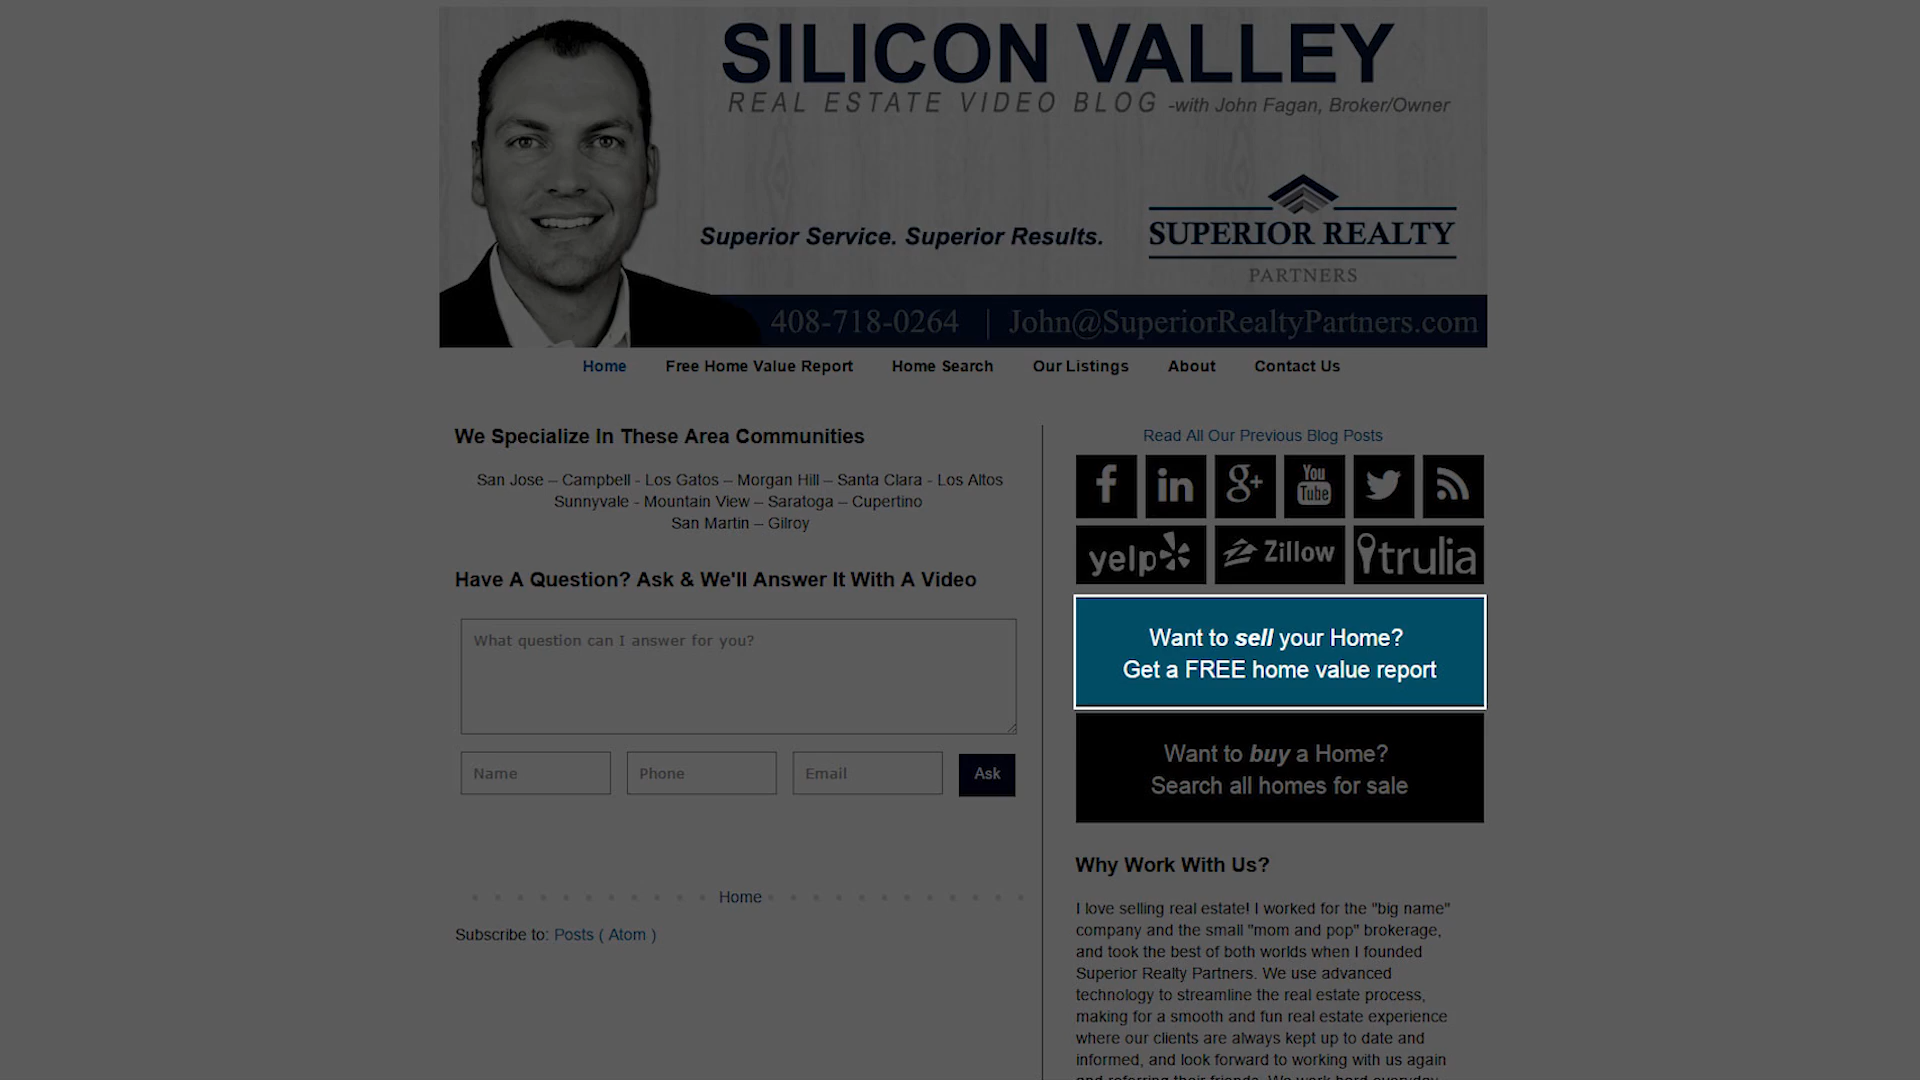 SILICON VALLEY
REAL ESTATE VIDEO BLOG -with John Fagan, Broker/Owner
Superior Service. Superior Results.
SUPERIOR REALTY
PARTNERS
408-718-0264 | John@SuperiorRealtyPartners.com
Home Free Home Value Report Home Search Our Listings About Contact Us
We Specialize In These Area Communities
San Jose – Campbell - Los Gatos – Morgan Hill – Santa Clara - Los Altos
Sunnyvale - Mountain View – Saratoga – Cupertino
San Martin – Gilroy
Have A Question? Ask & We'll Answer It With A Video
What question can I answer for you?
Name Phone Email Ask
Home
Subscribe to: Posts ( Atom )
Read All Our Previous Blog Posts
f in g+ You Tube
yelp Zillow trulia
Want to sell your Home?
Get a FREE home value report
Want to buy a Home?
Search all homes for sale
Why Work With Us?
I love selling real estate! I worked for the "big name"
company and the small "mom and pop" brokerage,
and took the best of both worlds when I founded
Superior Realty Partners. We use advanced
technology to streamline the real estate process,
making for a smooth and fun real estate experience
where our clients are always kept up to date and
informed, and look forward to working with us again
and referring their friends. We work hard everyday